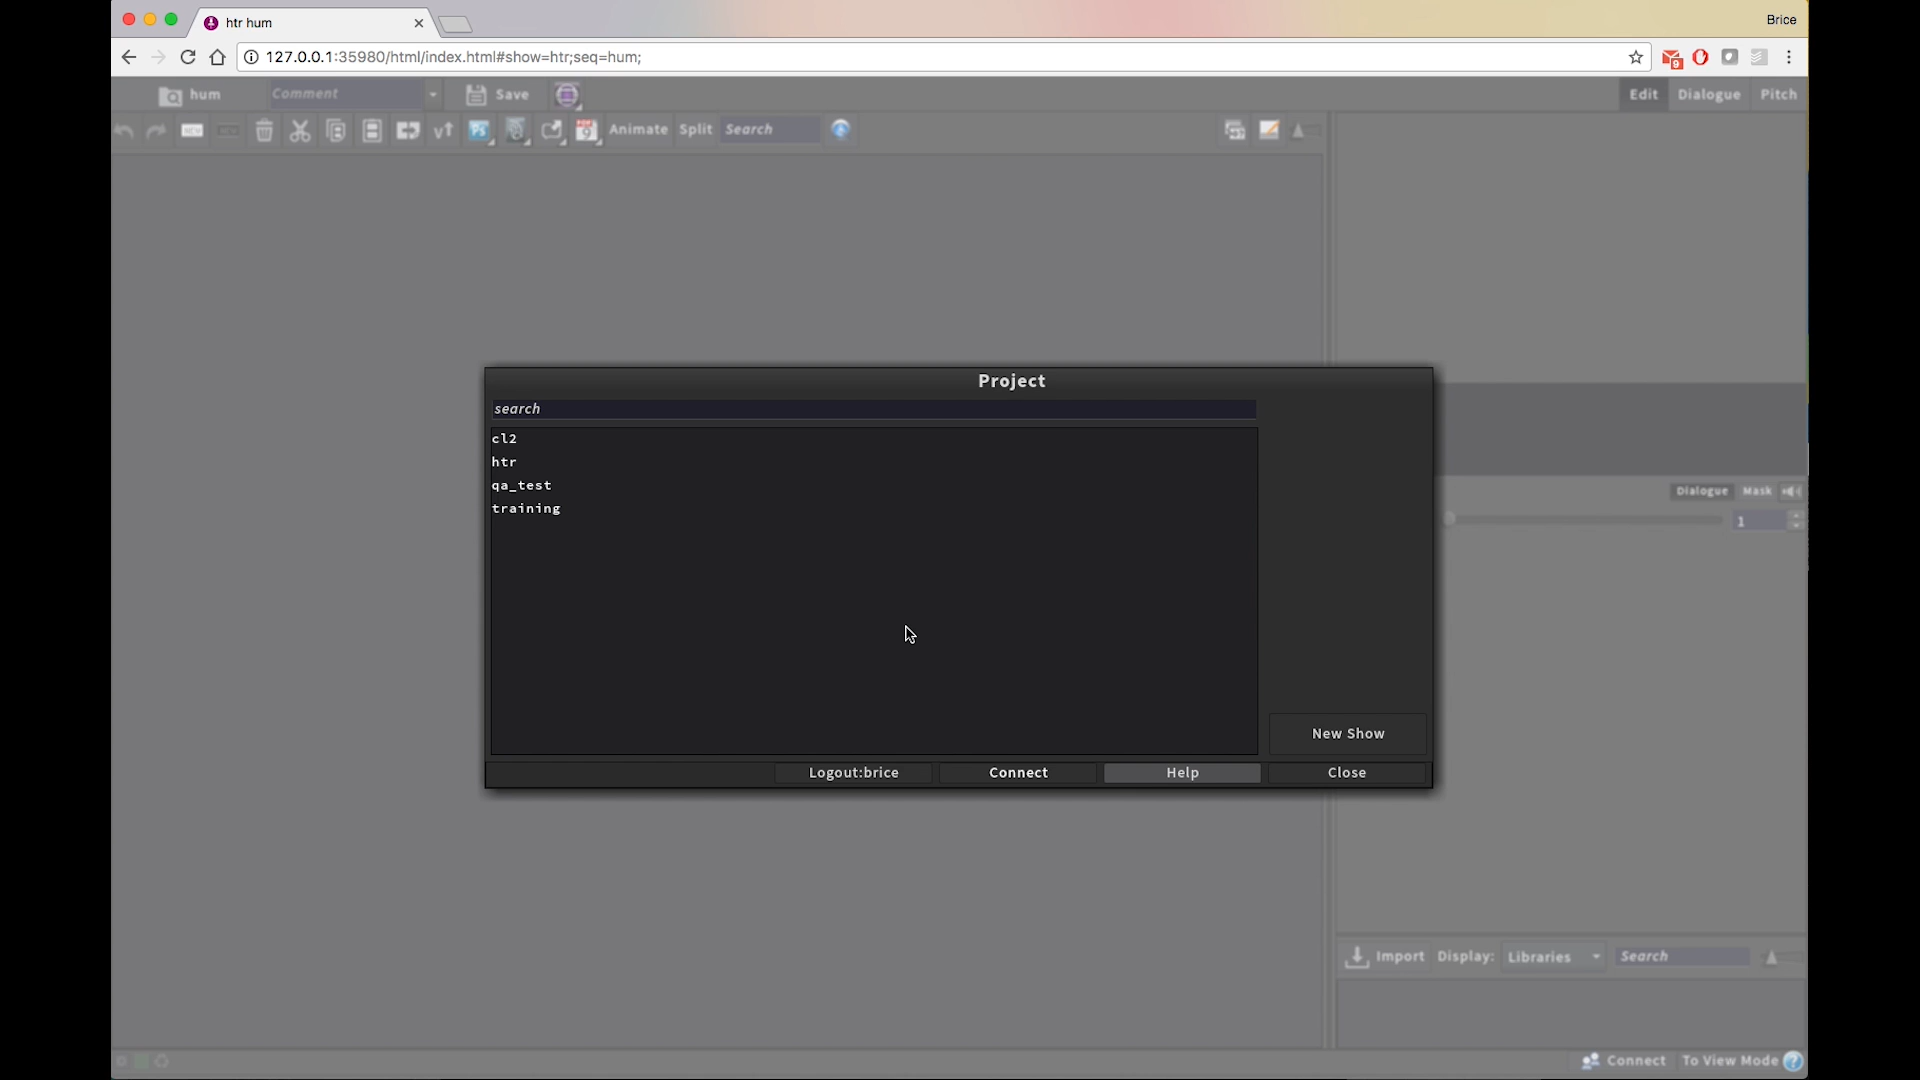 htr hum
Brice
127.0.0.1:35980/html/index.html#show=htr;seq=hum;
9
hum
Comment
Save
Edit
Dialogue
Pitch
Animate
Split
Search
Project
search
cl2
htr
qa_test
training
New Show
Logout:brice
Connect
Help
Close
Dialogue
Mask
1
Import
Display:
Libraries
Search
Connect
To View Mode
?